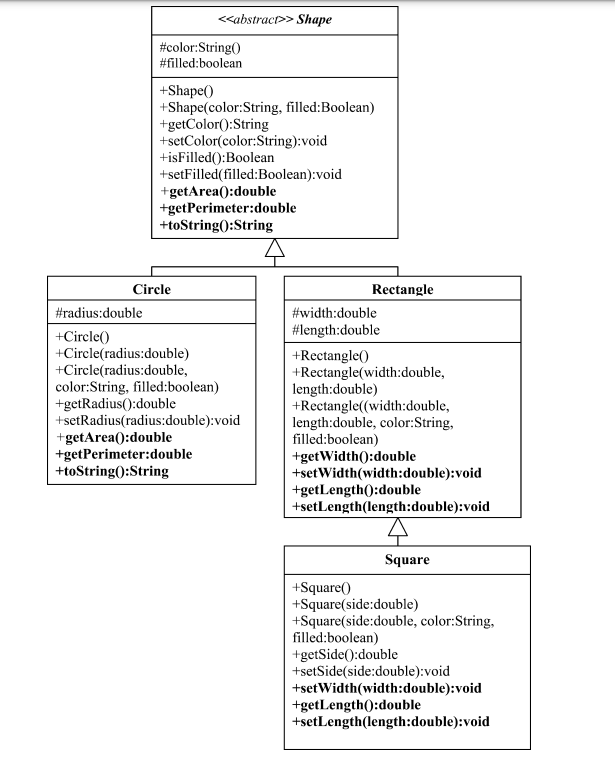 <<abstract>> Shape
#color:String()
#filled:boolean
+Shape()
+Shape(color:String, filled:Boolean)
+getColor():String
+setColor(color:String):void
+isFilled():Boolean
+setFilled(filled:Boolean):void
+getArea():double
+getPerimeter:double
+toString():String
Circle
#radius:double
+Circle()
+Circle(radius:double)
+Circle(radius:double,
color:String, filled:boolean)
+getRadius():double
+setRadius(radius:double):void
+getArea():double
+getPerimeter:double
+toString():String
Rectangle
#width:double
#length:double
+Rectangle()
+Rectangle(width:double,
length:double)
+Rectangle((width:double,
length:double, color:String,
filled:boolean)
+getWidth():double
+setWidth(width:double):void
+getLength():double
+setLength(length:double):void
Square
+Square()
+Square(side:double)
+Square(side:double, color:String,
filled:boolean)
+getSide():double
+setSide(side:double):void
+setWidth(width:double):void
+getLength():double
+setLength(length:double):void